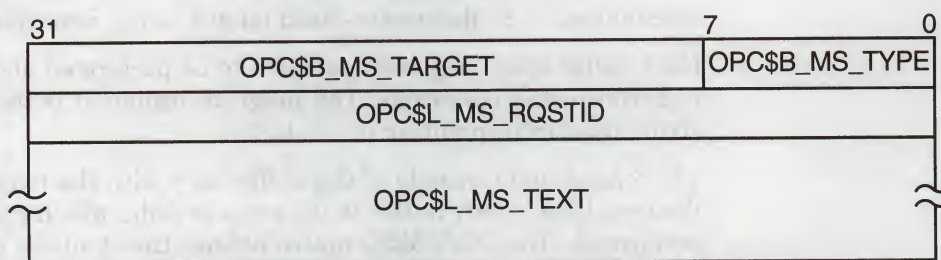 31 7 0
OPC$B_MS_TARGET OPC$B_MS_TYPE
OPC$L_MS_RQSTID
OPC$L_MS_TEXT